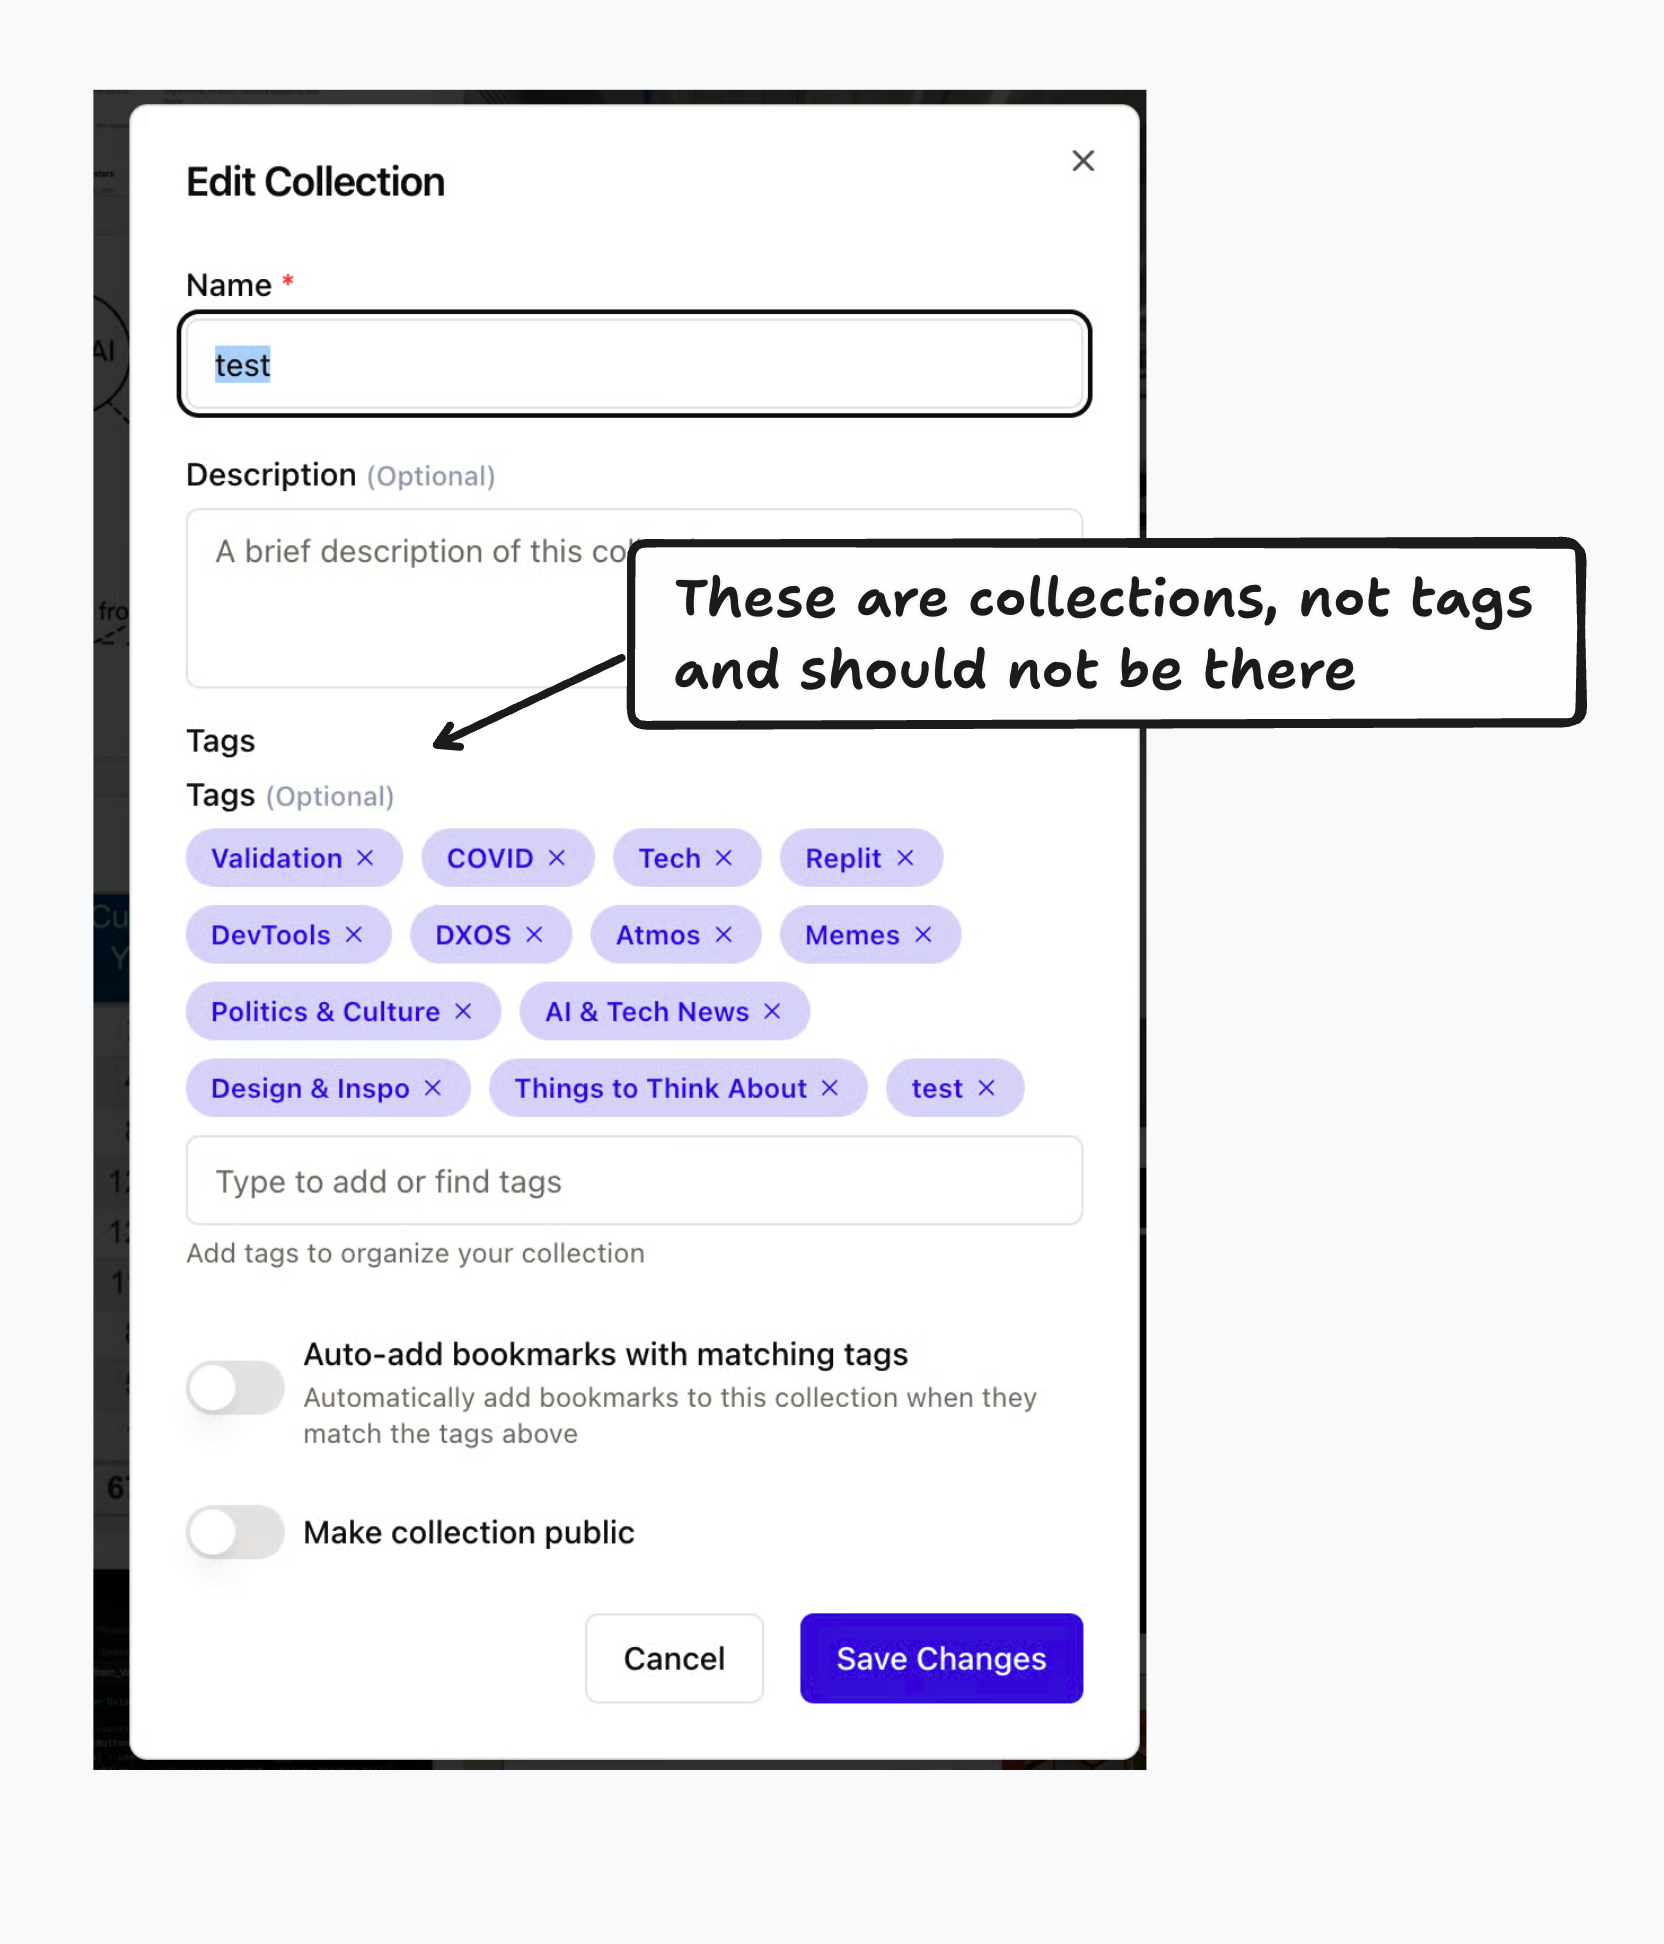 Edit Collection
Name *
test
Description (Optional)
A brief description of this co
These are collections, not tags
and should not be there
Tags
Tags (Optional)
Validation ×
COVID ×
Tech ×
Replit ×
DevTools ×
DXOS ×
Atmos ×
Memes ×
Politics & Culture ×
AI & Tech News ×
Design & Inspo ×
Things to Think About ×
test ×
Type to add or find tags
Add tags to organize your collection
Auto-add bookmarks with matching tags
Automatically add bookmarks to this collection when they
match the tags above
Make collection public
Cancel
Save Changes
AI
fro
Cu
Y